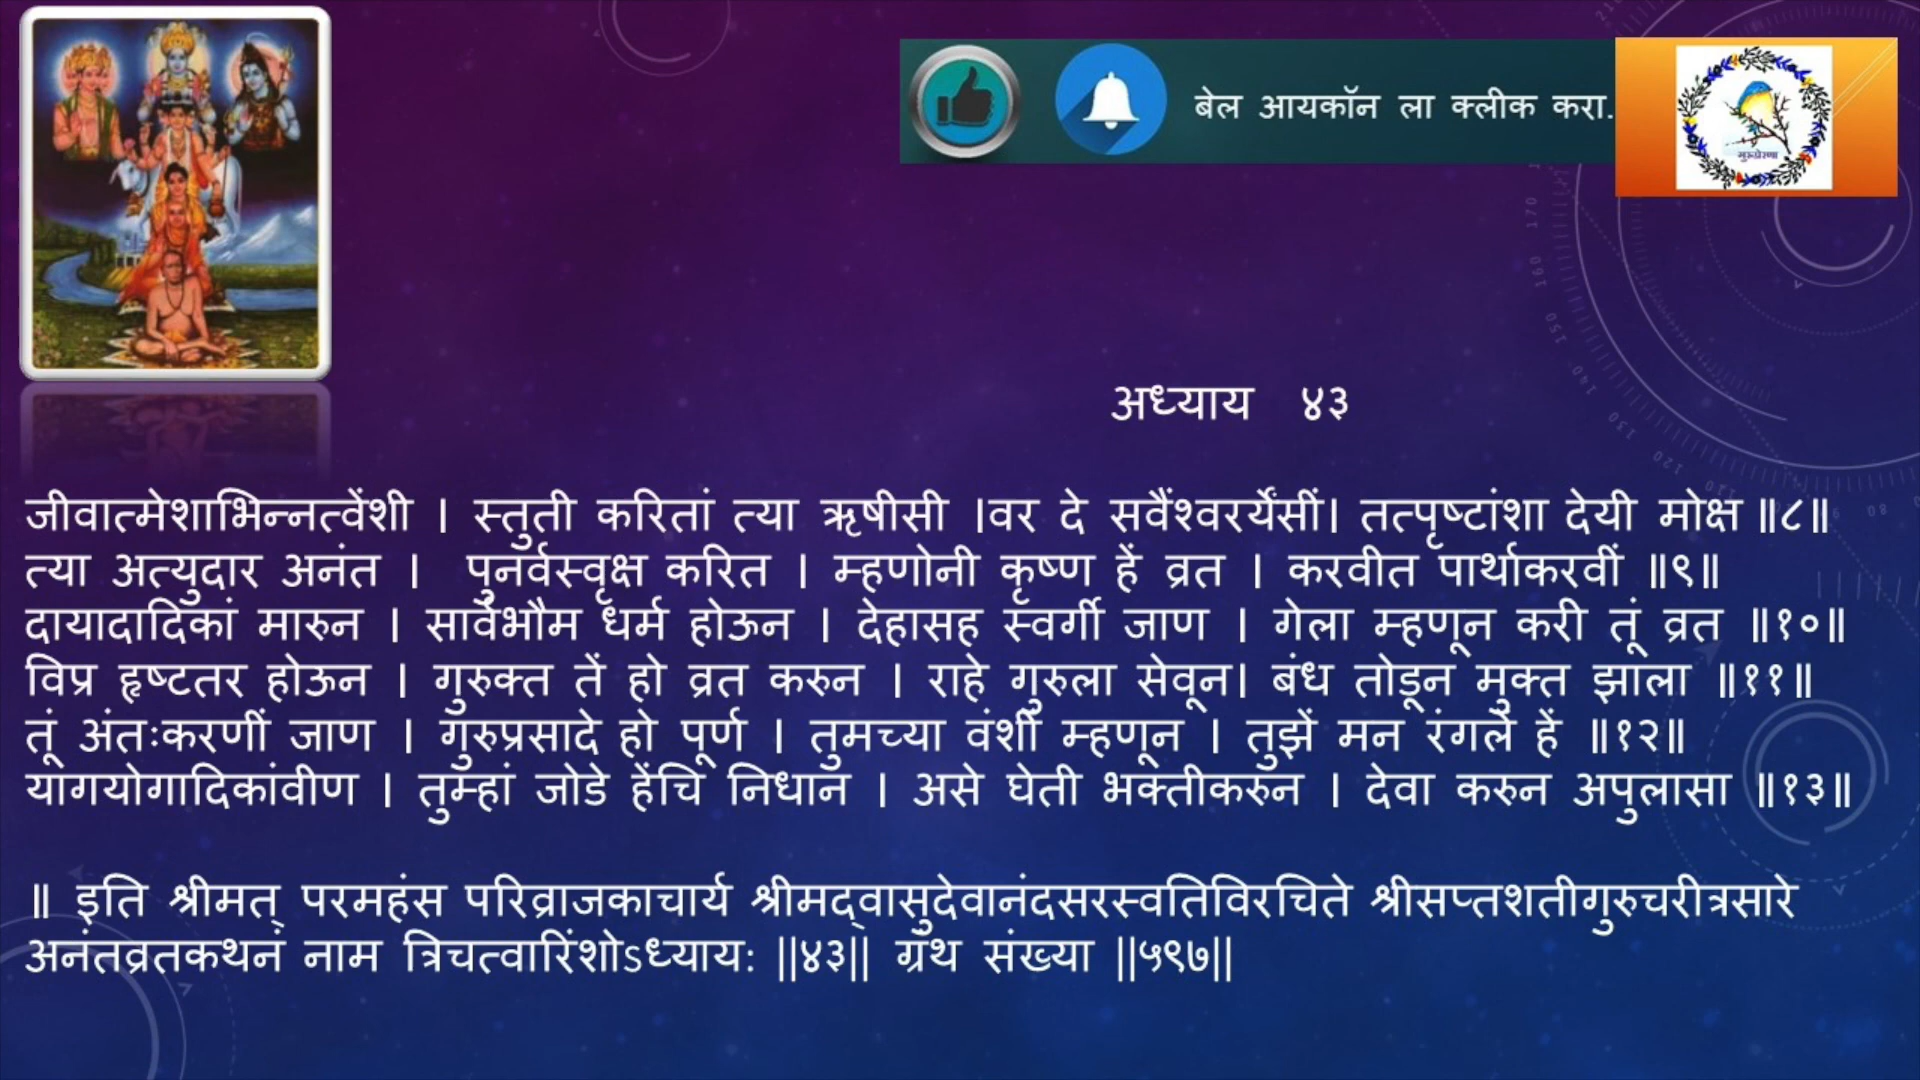 बेल आयकॉन ला क्लीक करा.
गुरुप्रेरणा
अध्याय ४३
जीवात्मेशाभिन्नत्वेंशी । स्तुती करितां त्या ऋषीसी ।वर दे सवैंश्वरर्येंसीं। तत्पृष्टांशा देयी मोक्ष ॥८॥
त्या अत्युदार अनंत । पुनर्वस्वृक्ष करित । म्हणोनी कृष्ण हें व्रत । करवीत पार्थाकरवीं ॥९॥
दायादादिकां मारुन । सार्वभौम धर्म होऊन । देहासह स्वर्गी जाण । गेला म्हणून करी तूं व्रत ॥१०॥
विप्र हृष्टतर होऊन । गुरुक्त तें हो व्रत करुन । राहे गुरुला सेवून। बंध तोडून मुक्त झाला ॥११॥
तूं अंतःकरणीं जाण । गुरुप्रसादे हो पूर्ण । तुमच्या वंशीं म्हणून । तुझें मन रंगलें हें ॥१२॥
यागयोगादिकांवीण । तुम्हां जोडे हेंचि निधान । असे घेती भक्तीकरुन । देवा करुन अपुलासा ॥१३॥
॥ इति श्रीमत् परमहंस परिव्राजकाचार्य श्रीमद्वासुदेवानंदसरस्वतिविरचिते श्रीसप्तशतीगुरुचरीत्रसारे
अनंतव्रतकथनं नाम त्रिचत्वारिंशोऽध्यायः ||४३|| ग्रंथ संख्या ||५९७||